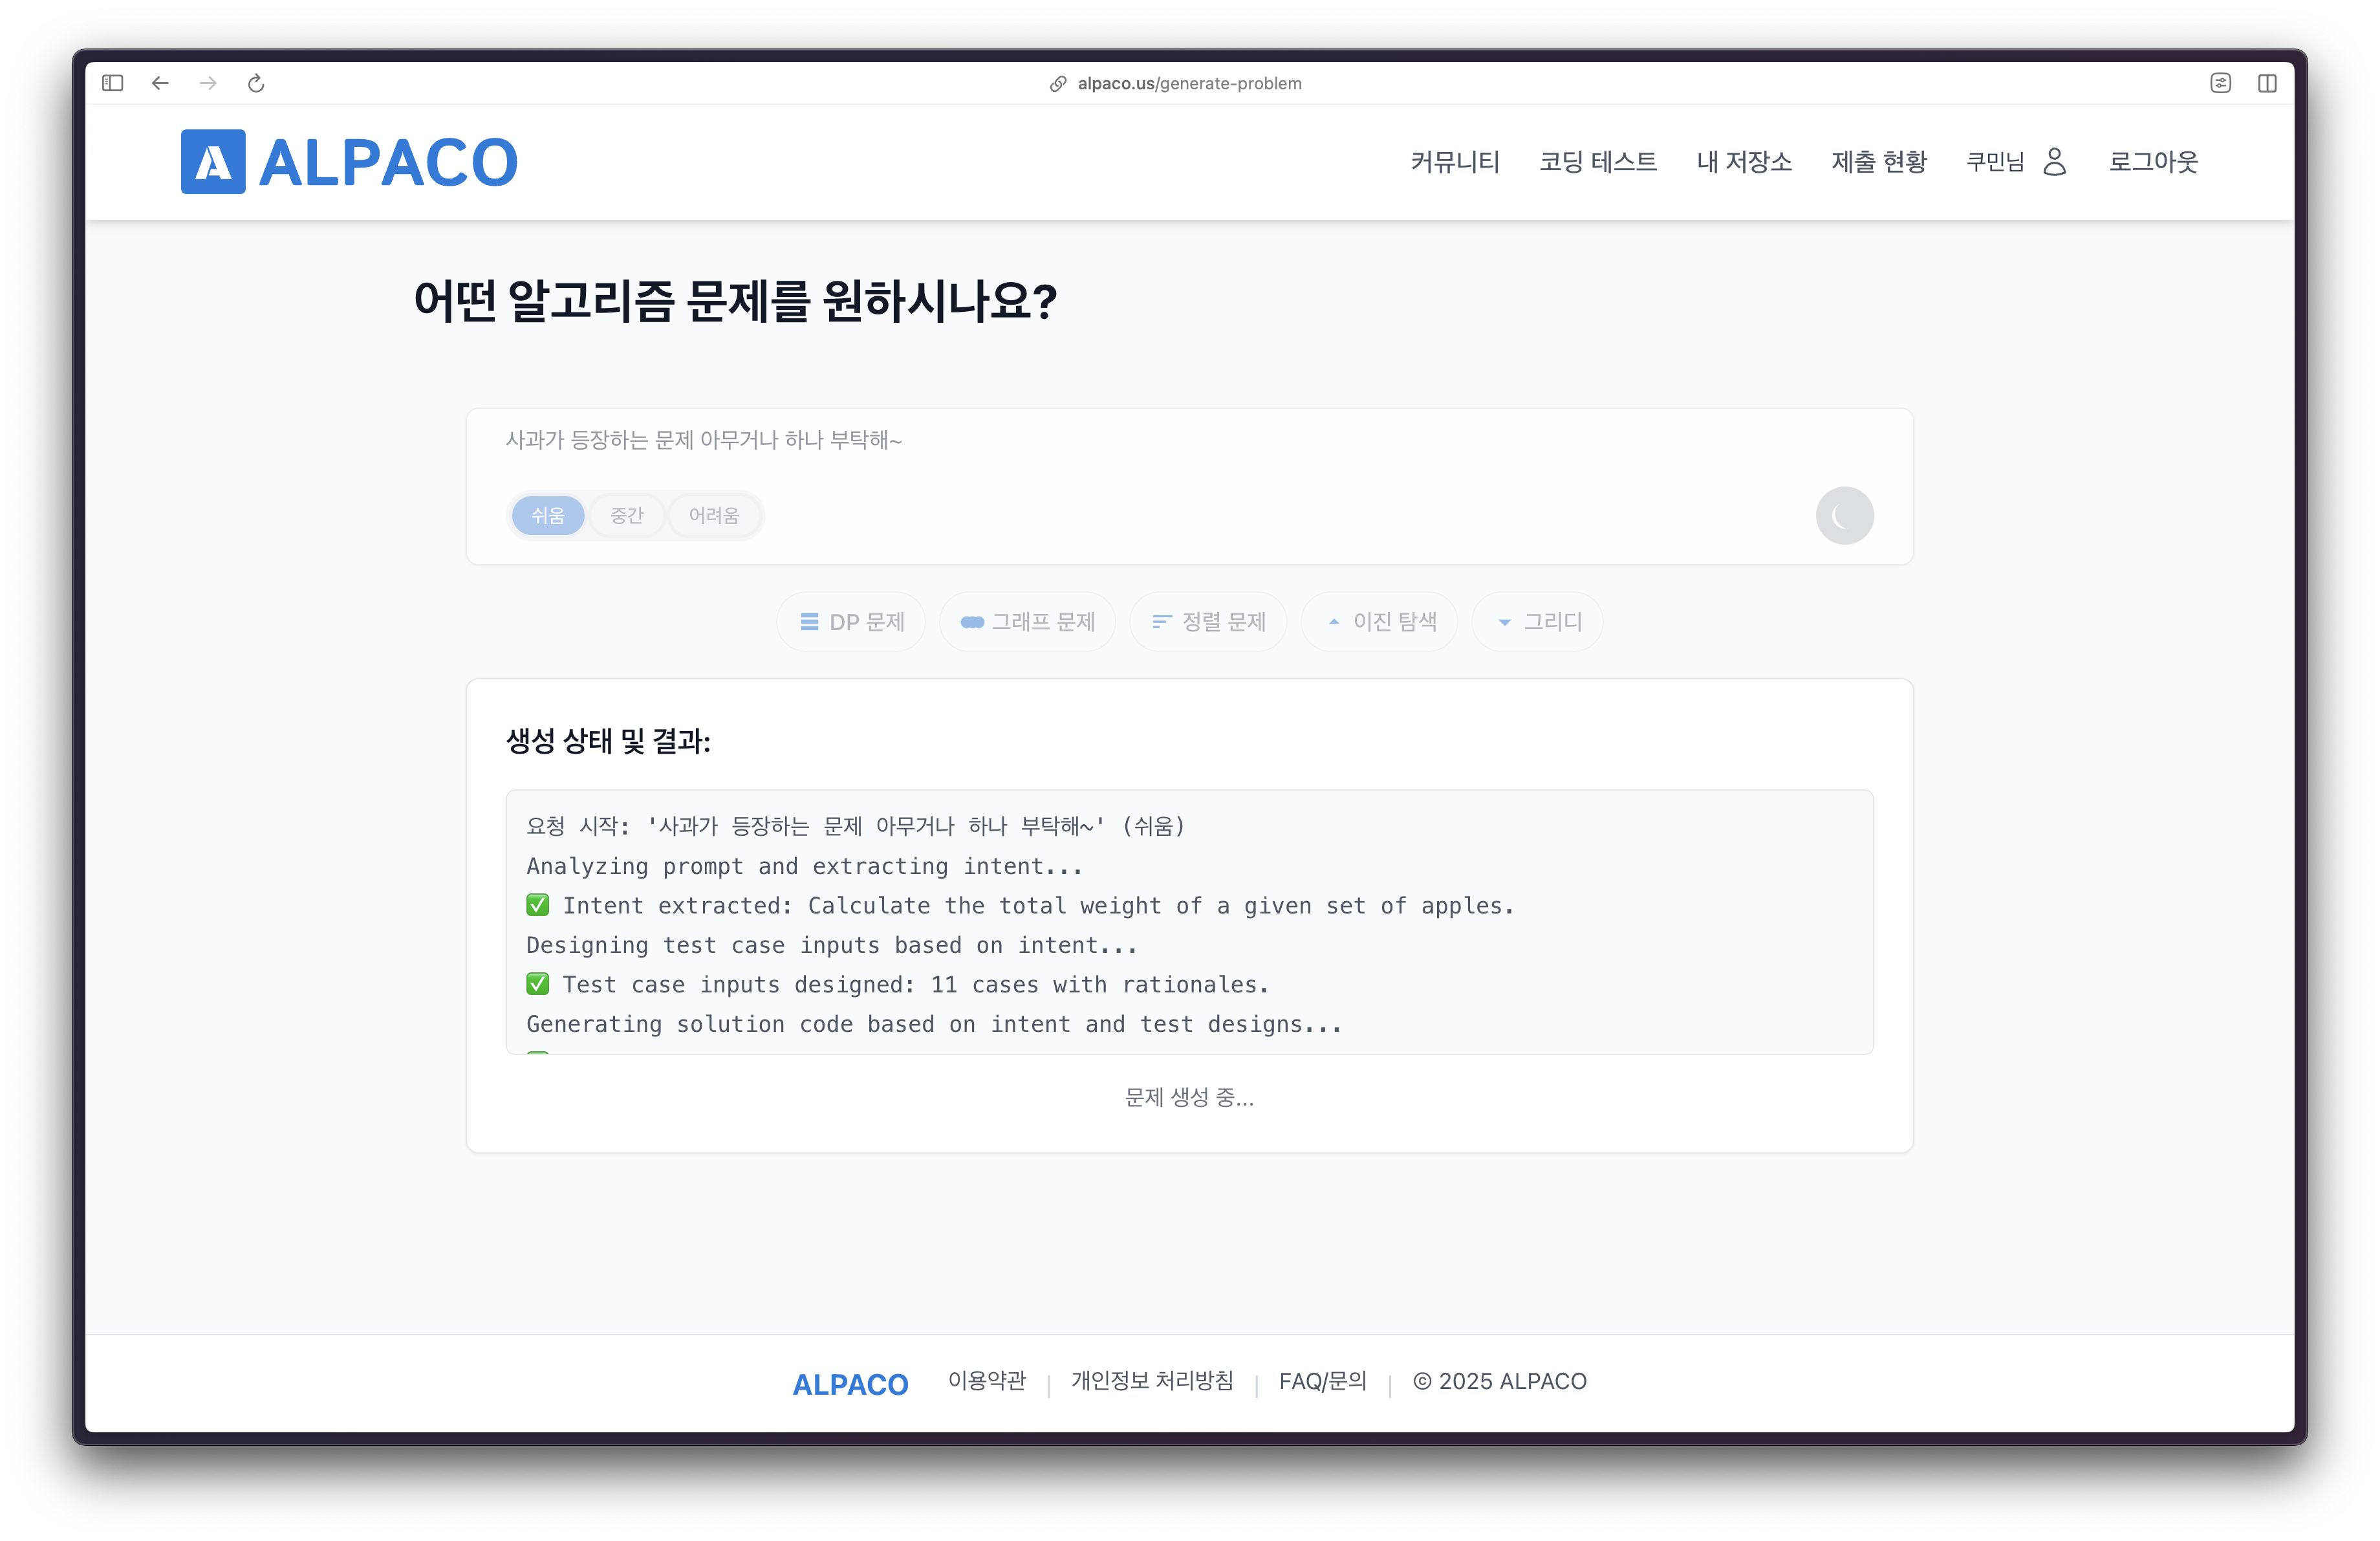 alpaco.us/generate-problem
ALPACO
커뮤니티 코딩 테스트 내 저장소 제출 현황 쿠민님 로그아웃
어떤 알고리즘 문제를 원하시나요?
사과가 등장하는 문제 아무거나 하나 부탁해~
쉬움 중간 어려움
DP 문제 그래프 문제 정렬 문제 이진 탐색 그리디
생성 상태 및 결과:
요청 시작: '사과가 등장하는 문제 아무거나 하나 부탁해~' (쉬움)
Analyzing prompt and extracting intent...
✅ Intent extracted: Calculate the total weight of a given set of apples.
Designing test case inputs based on intent...
✅ Test case inputs designed: 11 cases with rationales.
Generating solution code based on intent and test designs...
문제 생성 중...
ALPACO 이용약관 | 개인정보 처리방침 | FAQ/문의 | © 2025 ALPACO